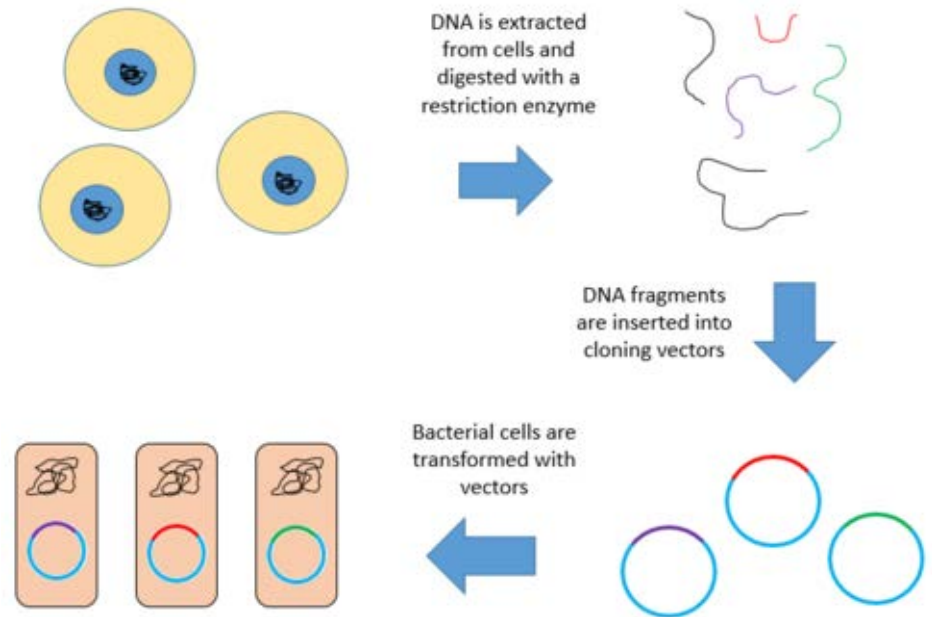 DNA is extracted
from cells and
digested with a
restriction enzyme
DNA fragments
are inserted into
cloning vectors
Bacterial cells are
transformed with
vectors